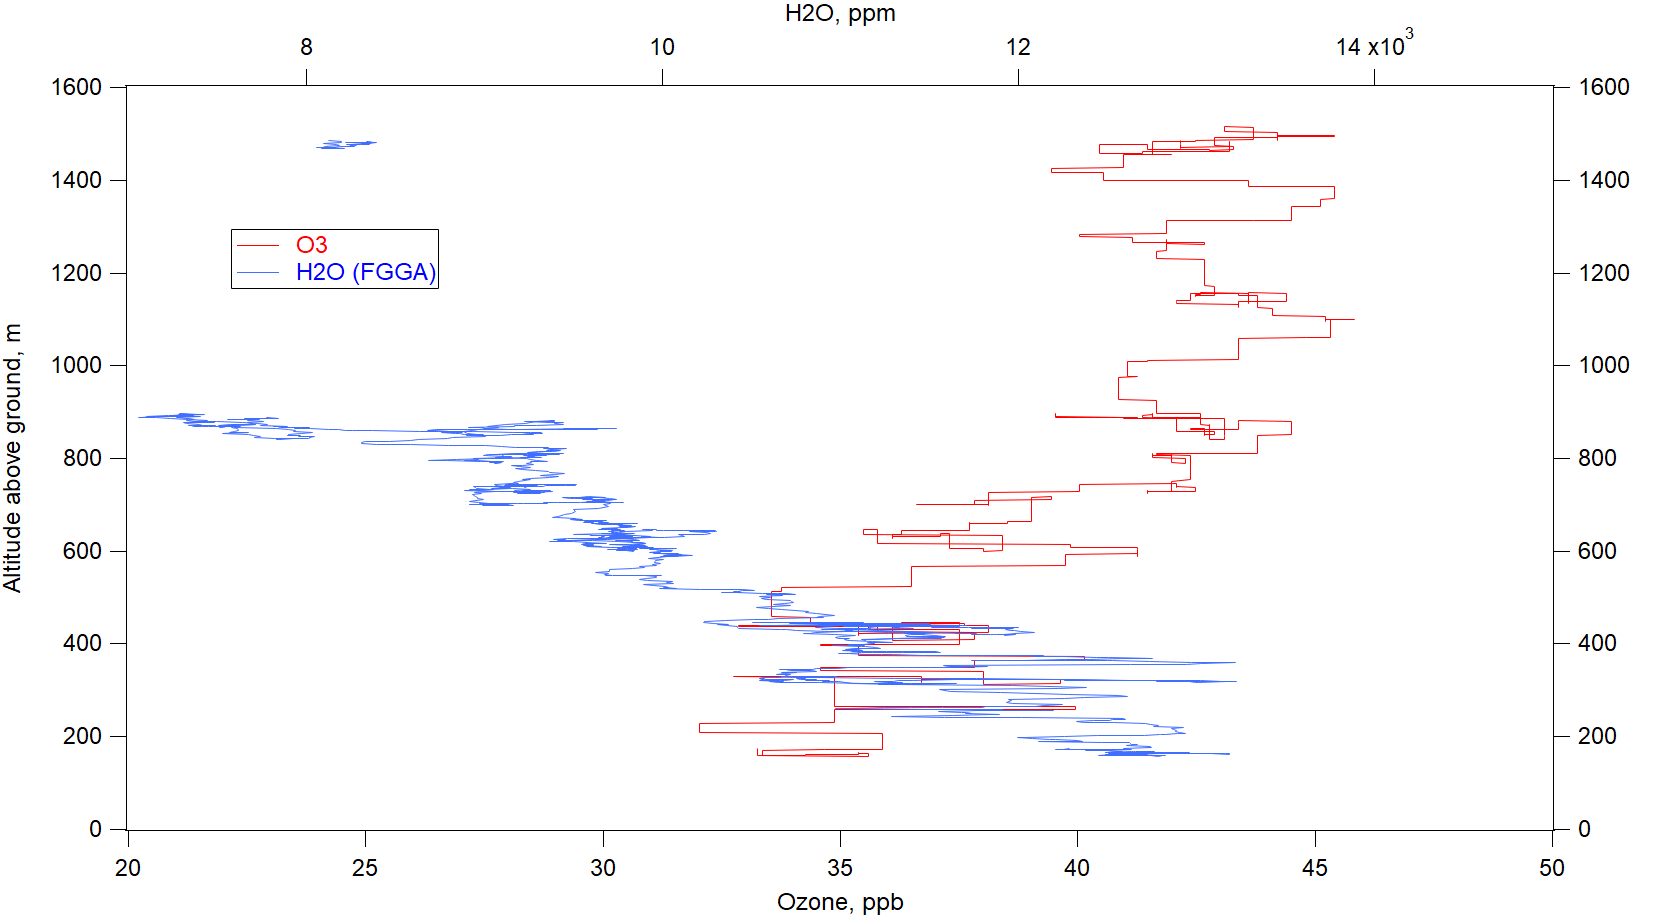 H2O, ppm
8 10 12 14 x10³
1600 1600
1400 1400
O3
H2O (FGGA)
1200 1200
1000 1000
Altitude above ground, m
800 800
600 600
400 400
200 200
0 0
20 25 30 35 40 45 50
Ozone, ppb